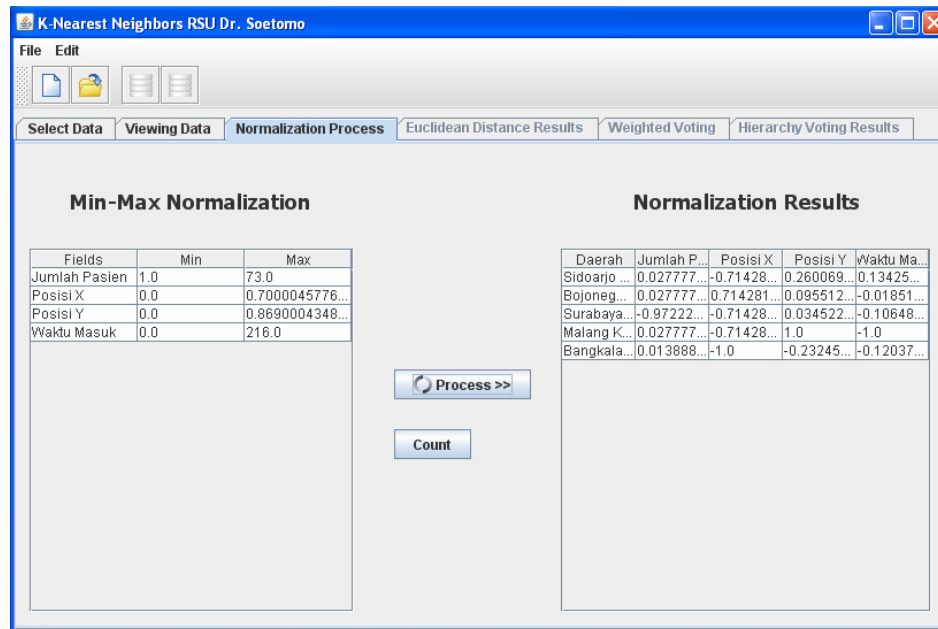 K-Nearest Neighbors RSU Dr. Soetomo
File Edit
Select Data Viewing Data Normalization Process Euclidean Distance Results Weighted Voting Hierarchy Voting Results
Min-Max Normalization
Fields Min Max
Jumlah Pasien 1.0 73.0
Posisi X 0.0 0.7000045776...
Posisi Y 0.0 0.8690004348...
Waktu Masuk 0.0 216.0
Process >>
Count
Normalization Results
Daerah Jumlah P... Posisi X Posisi Y Waktu Ma...
Sidoarjo ... 0.027777... -0.71428... 0.260069... 0.13425...
Bojoneg... 0.027777... 0.714281... 0.095512... -0.01851...
Surabaya... -0.97222... -0.71428... 0.034522... -0.10648...
Malang K... 0.027777... -0.71428... 1.0 -1.0
Bangkala... 0.013888... -1.0 -0.23245... -0.12037...